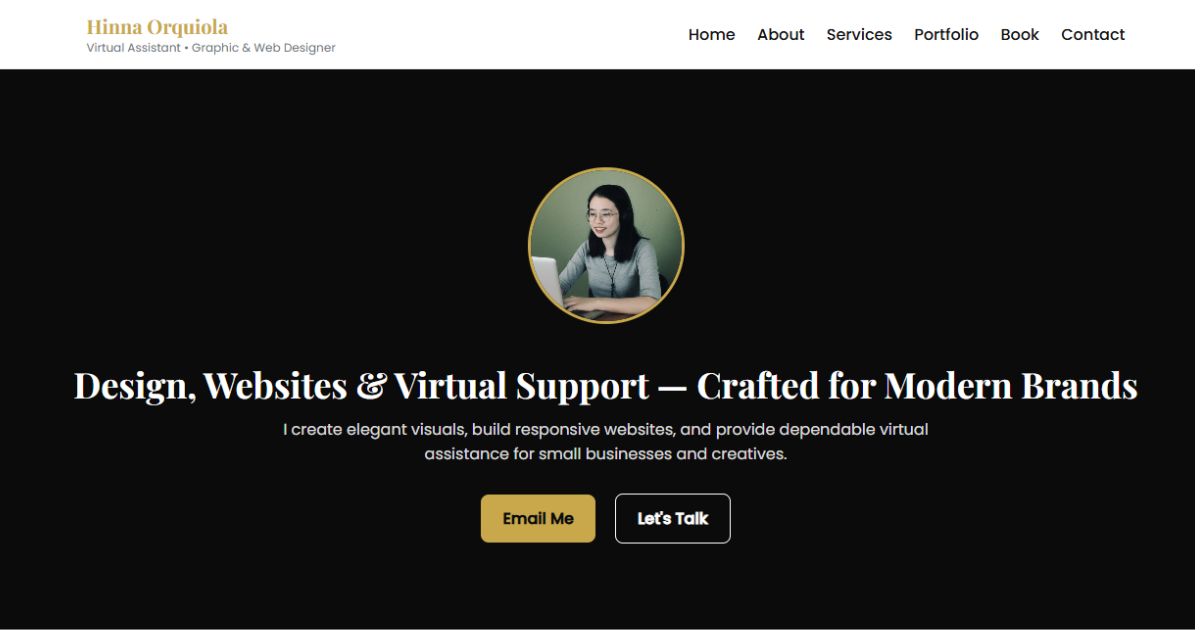 Hinna Orquiola
Virtual Assistant • Graphic & Web Designer
Home About Services Portfolio Book Contact
Design, Websites & Virtual Support — Crafted for Modern Brands
I create elegant visuals, build responsive websites, and provide dependable virtual
assistance for small businesses and creatives.
Email Me Let's Talk